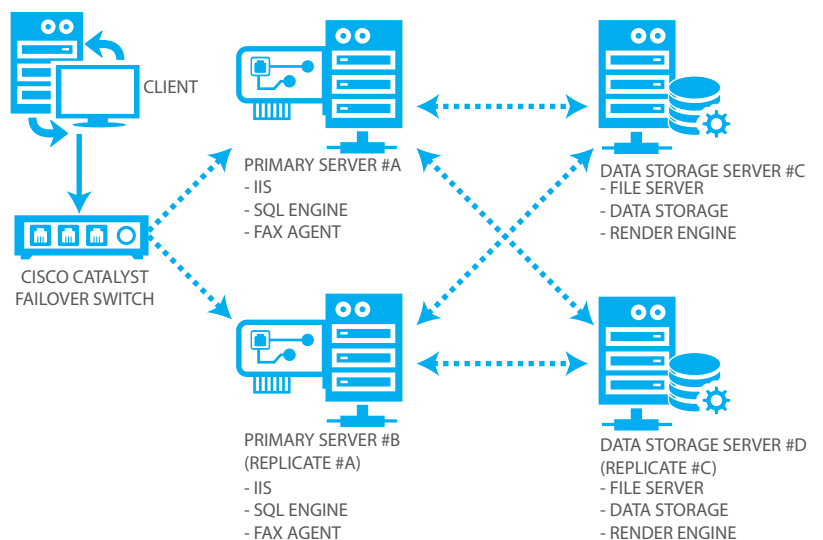 CLIENT
CISCO CATALYST
FAILOVER SWITCH
PRIMARY SERVER #A
- IIS
- SQL ENGINE
- FAX AGENT
DATA STORAGE SERVER #C
- FILE SERVER
- DATA STORAGE
- RENDER ENGINE
PRIMARY SERVER #B
(REPLICATE #A)
- IIS
- SQL ENGINE
- FAX AGENT
DATA STORAGE SERVER #D
(REPLICATE #C)
- FILE SERVER
- DATA STORAGE
- RENDER ENGINE